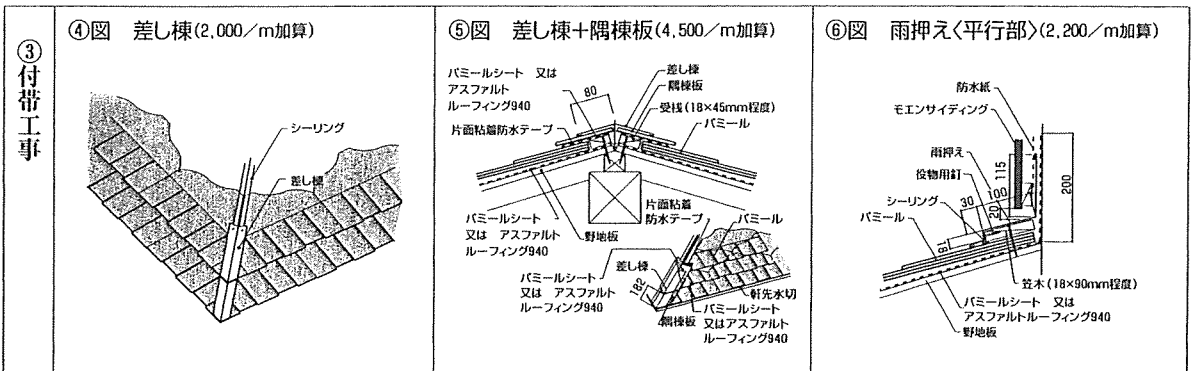 ③付帯工事
④図 差し棟(2,000／m加算)
シーリング
差し棟
⑤図 差し棟＋隅棟板(4,500／m加算)
パミールシート 又は
アスファルト
ルーフィング940
80
差し棟
隅棟板
受桟(18×45mm程度)
パミール
片面粘着防水テープ
パミールシート
又は アスファルト
ルーフィング940
野地板
片面粘着
防水テープ
パミール
差し棟
パミールシート
又は アスファルト
ルーフィング940
182
軒先水切
隅棟板
パミールシート
又はアスファルト
ルーフィング940
⑥図 雨押え〈平行部〉(2,200／m加算)
防水紙
モエンサイディング
雨押え
115
200
役物用釘
100
30
20
シーリング
パミール
18
笠木(18×90mm程度)
パミールシート 又は
アスファルトルーフィング940
野地板